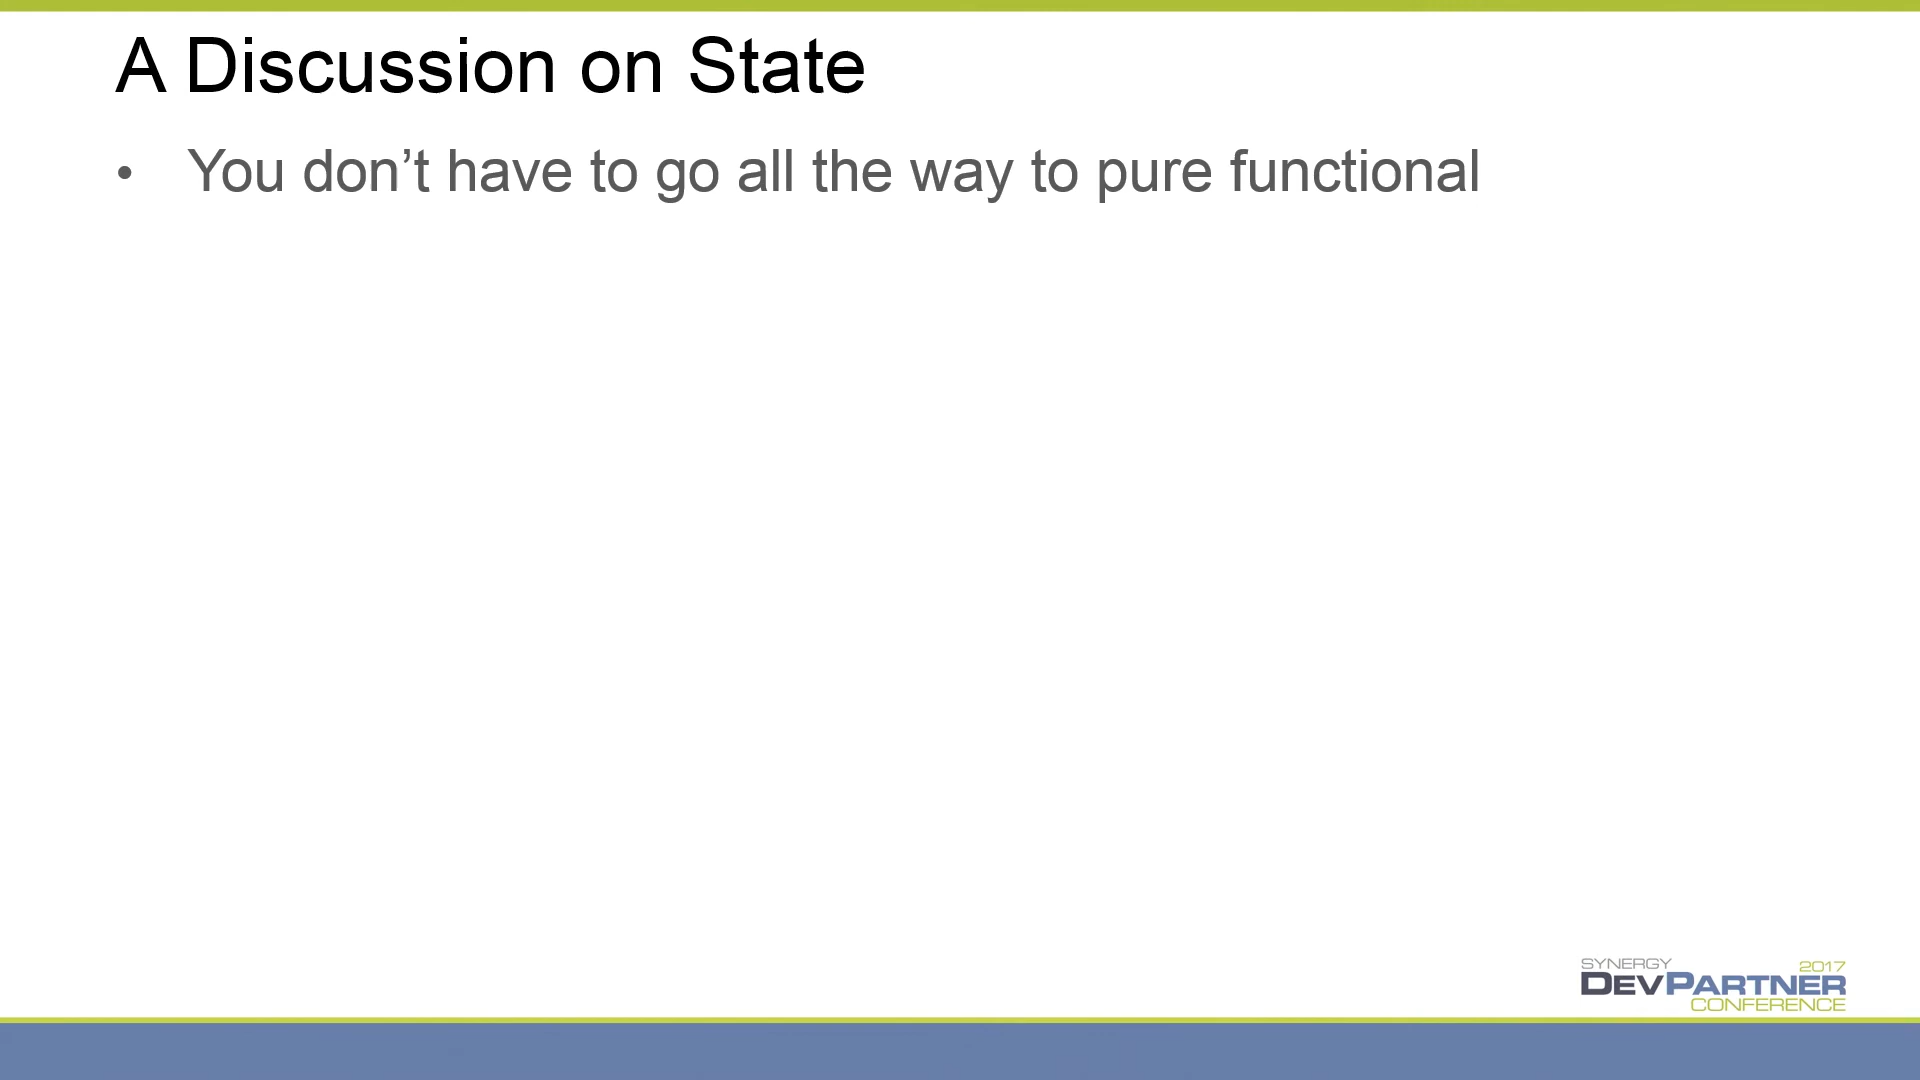 A Discussion on State
• You don’t have to go all the way to pure functional
SYNERGY 2017
DEVPARTNER
CONFERENCE